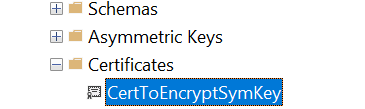 Schemas
Asymmetric Keys
Certificates
CertToEncryptSymKey